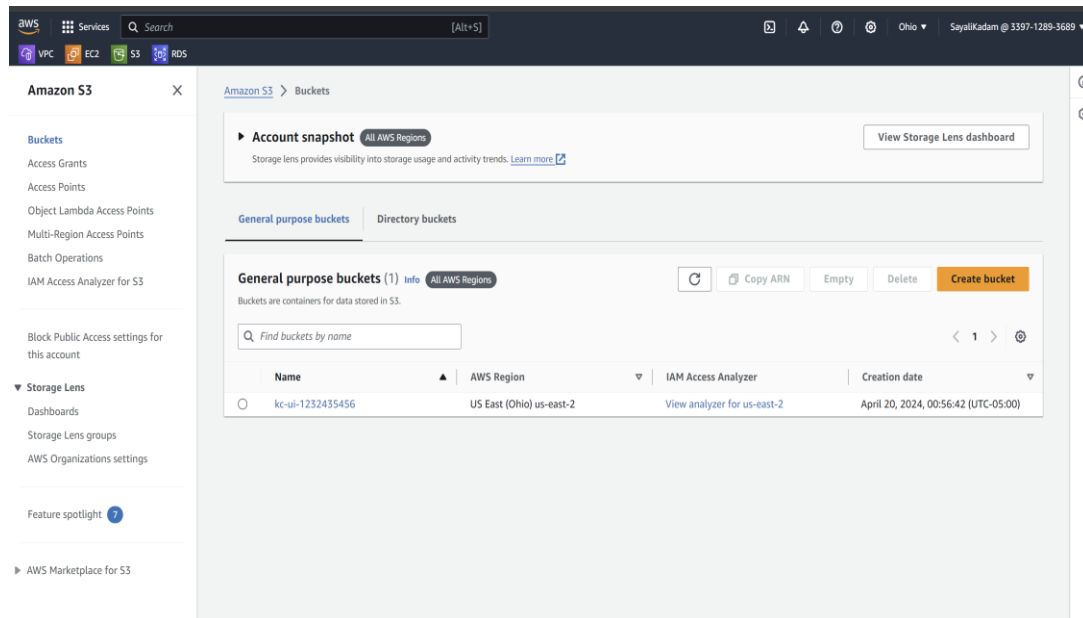 aws
Services
Search
[Alt+S]
Ohio ▼
SayaliKadam @ 3397-1289-3689 ▼
VPC
EC2
S3
RDS
Amazon S3
Buckets
Access Grants
Access Points
Object Lambda Access Points
Multi-Region Access Points
Batch Operations
IAM Access Analyzer for S3
Block Public Access settings for
this account
Storage Lens
Dashboards
Storage Lens groups
AWS Organizations settings
Feature spotlight 7
AWS Marketplace for S3
Amazon S3 > Buckets
Account snapshot All AWS Regions
View Storage Lens dashboard
Storage lens provides visibility into storage usage and activity trends. Learn more
General purpose buckets
Directory buckets
General purpose buckets (1) Info All AWS Regions
Copy ARN
Empty
Delete
Create bucket
Buckets are containers for data stored in S3.
Find buckets by name
< 1 >
Name
AWS Region
IAM Access Analyzer
Creation date
kc-ui-1232435456
US East (Ohio) us-east-2
View analyzer for us-east-2
April 20, 2024, 00:56:42 (UTC-05:00)